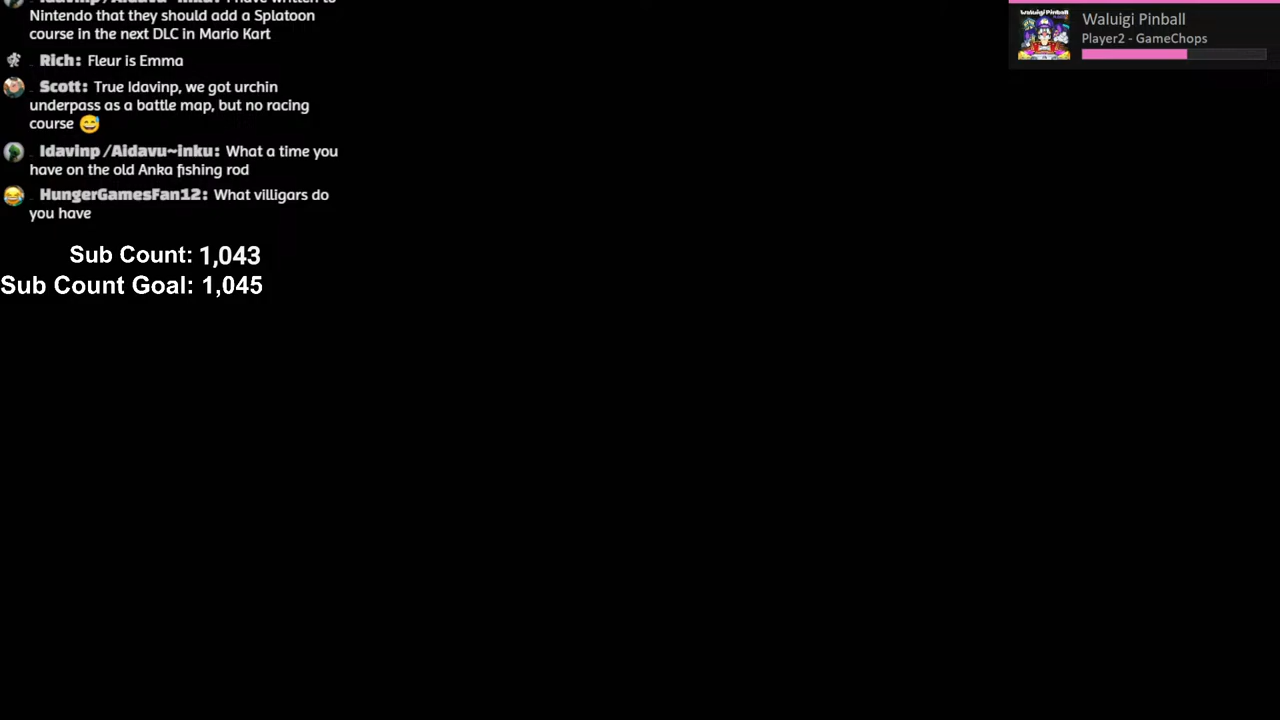 Nintendo that they should add a Splatoon
course in the next DLC in Mario Kart
Rich: Fleur is Emma
Scott: True Idavinp, we got urchin
underpass as a battle map, but no racing
course 😅
Idavinp /Aidavu~inku: What a time you
have on the old Anka fishing rod
HungerGamesFan12: What villigars do
you have
Sub Count: 1,043
Sub Count Goal: 1,045
Waluigi Pinball
Player2 - GameChops